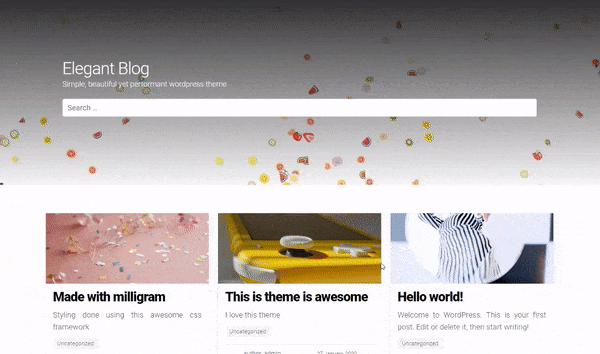 Elegant Blog
Simple, beautiful yet performant wordpress theme
Search ...
Made with milligram
Styling done using this awesome css
framework
Uncategorized
This is theme is awesome
I love this theme
Uncategorized
author: admin 27 January 2020
Hello world!
Welcome to WordPress. This is your first
post. Edit or delete it, then start writing!
Uncategorized